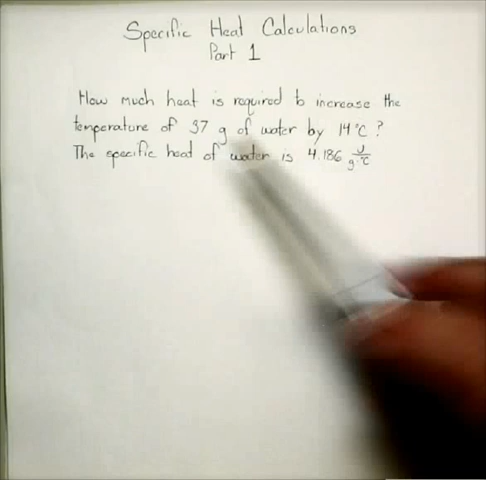 Specific Heat Calculations
Part 1
How much heat is required to increase the
temperature of 37 g of water by 14°C?
The specific heat of water is 4.186 J/g·°C